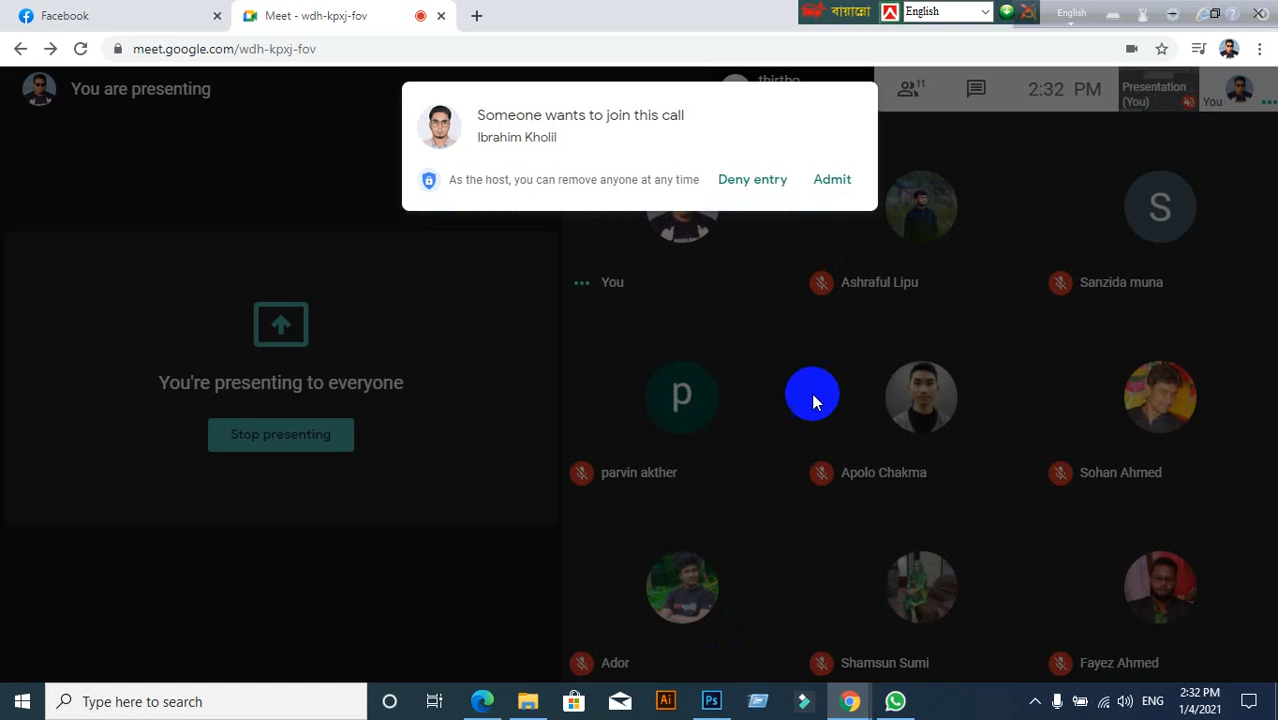 Facebook
Meet - wdh-kpxj-fov
বায়ান্নো
English
English
meet.google.com/wdh-kpxj-fov
You are presenting
11
2:32 PM
Presentation
(You)
You
Someone wants to join this call
Ibrahim Kholil
As the host, you can remove anyone at any time
Deny entry
Admit
You're presenting to everyone
Stop presenting
You
Ashraful Lipu
S
Sanzida muna
p
parvin akther
Apolo Chakma
Sohan Ahmed
Ador
Shamsun Sumi
Fayez Ahmed
Type here to search
Ai
Ps
ENG
2:32 PM
1/4/2021